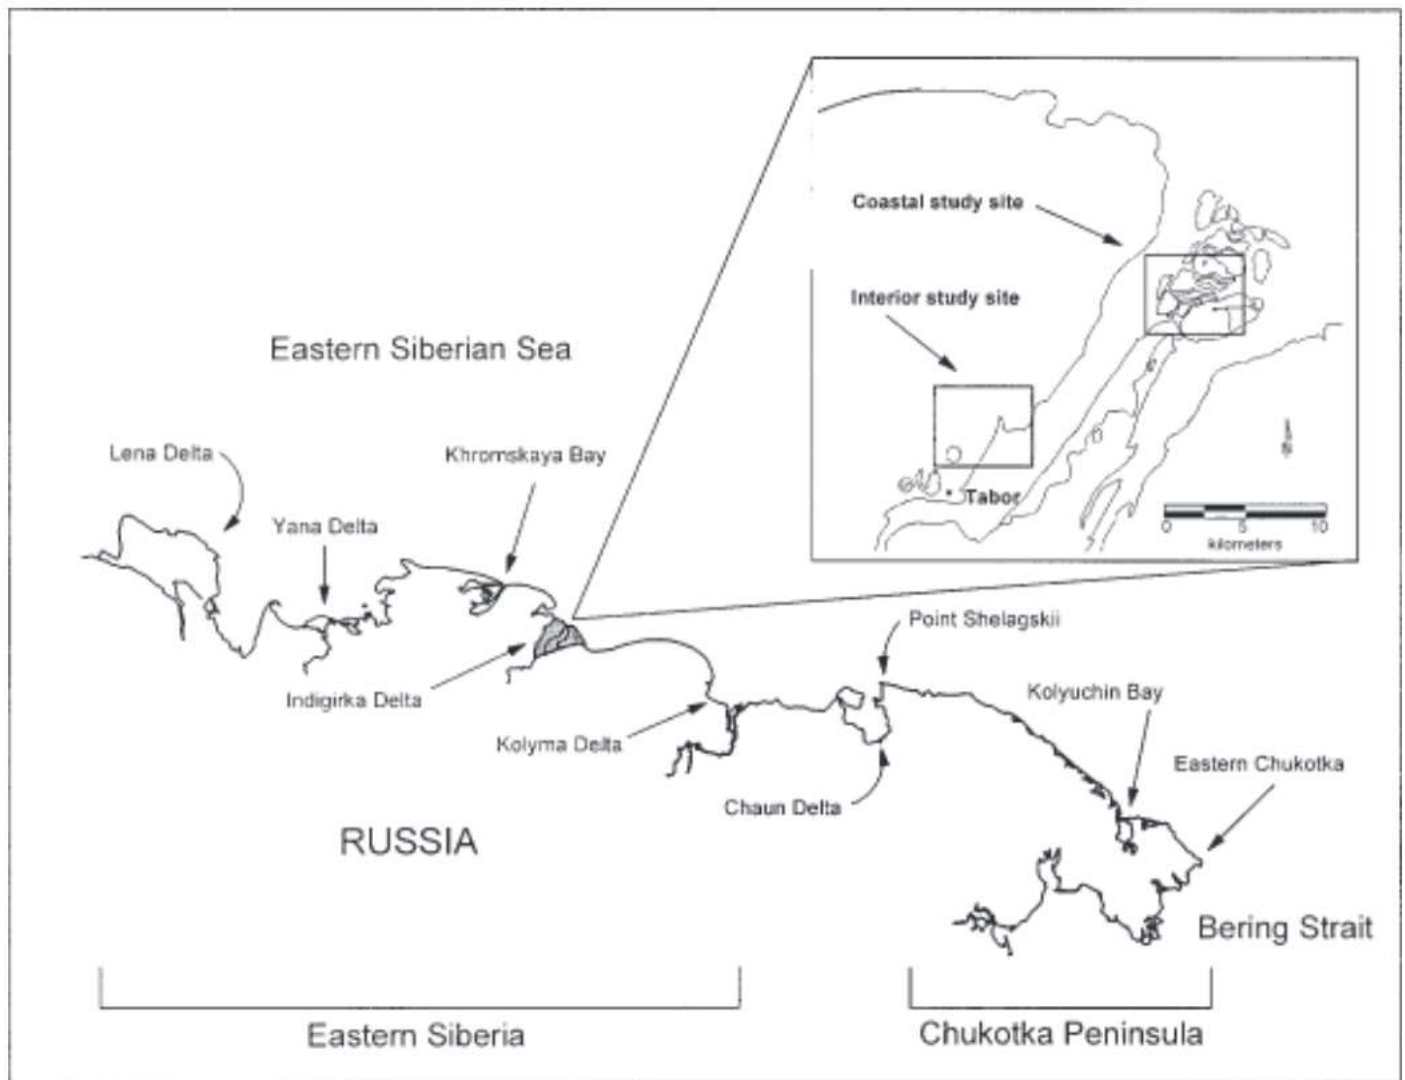 Coastal study site
Interior study site
Tabor
0 5 10
kilometers
Eastern Siberian Sea
Lena Delta
Khromskaya Bay
Yana Delta
Point Shelagskii
Indigirka Delta
Kolyuchin Bay
Kolyma Delta
Eastern Chukotka
Chaun Delta
RUSSIA
Bering Strait
Eastern Siberia
Chukotka Peninsula